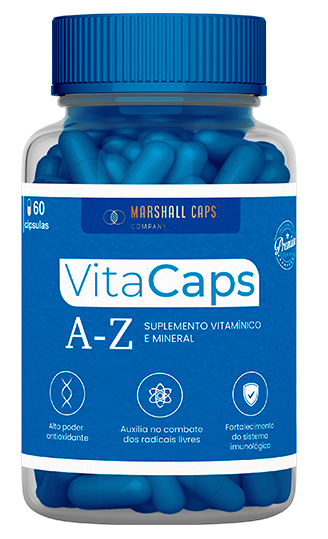 MARSHALL CAPS
COMPANY
60
cápsulas
Premium
VitaCaps
A-Z
SUPLEMENTO VITAMÍNICO
E MINERAL
Alto poder
antioxidante
Auxilia no combate
dos radicais livres
Fortalecimento
do sistema
imunológico